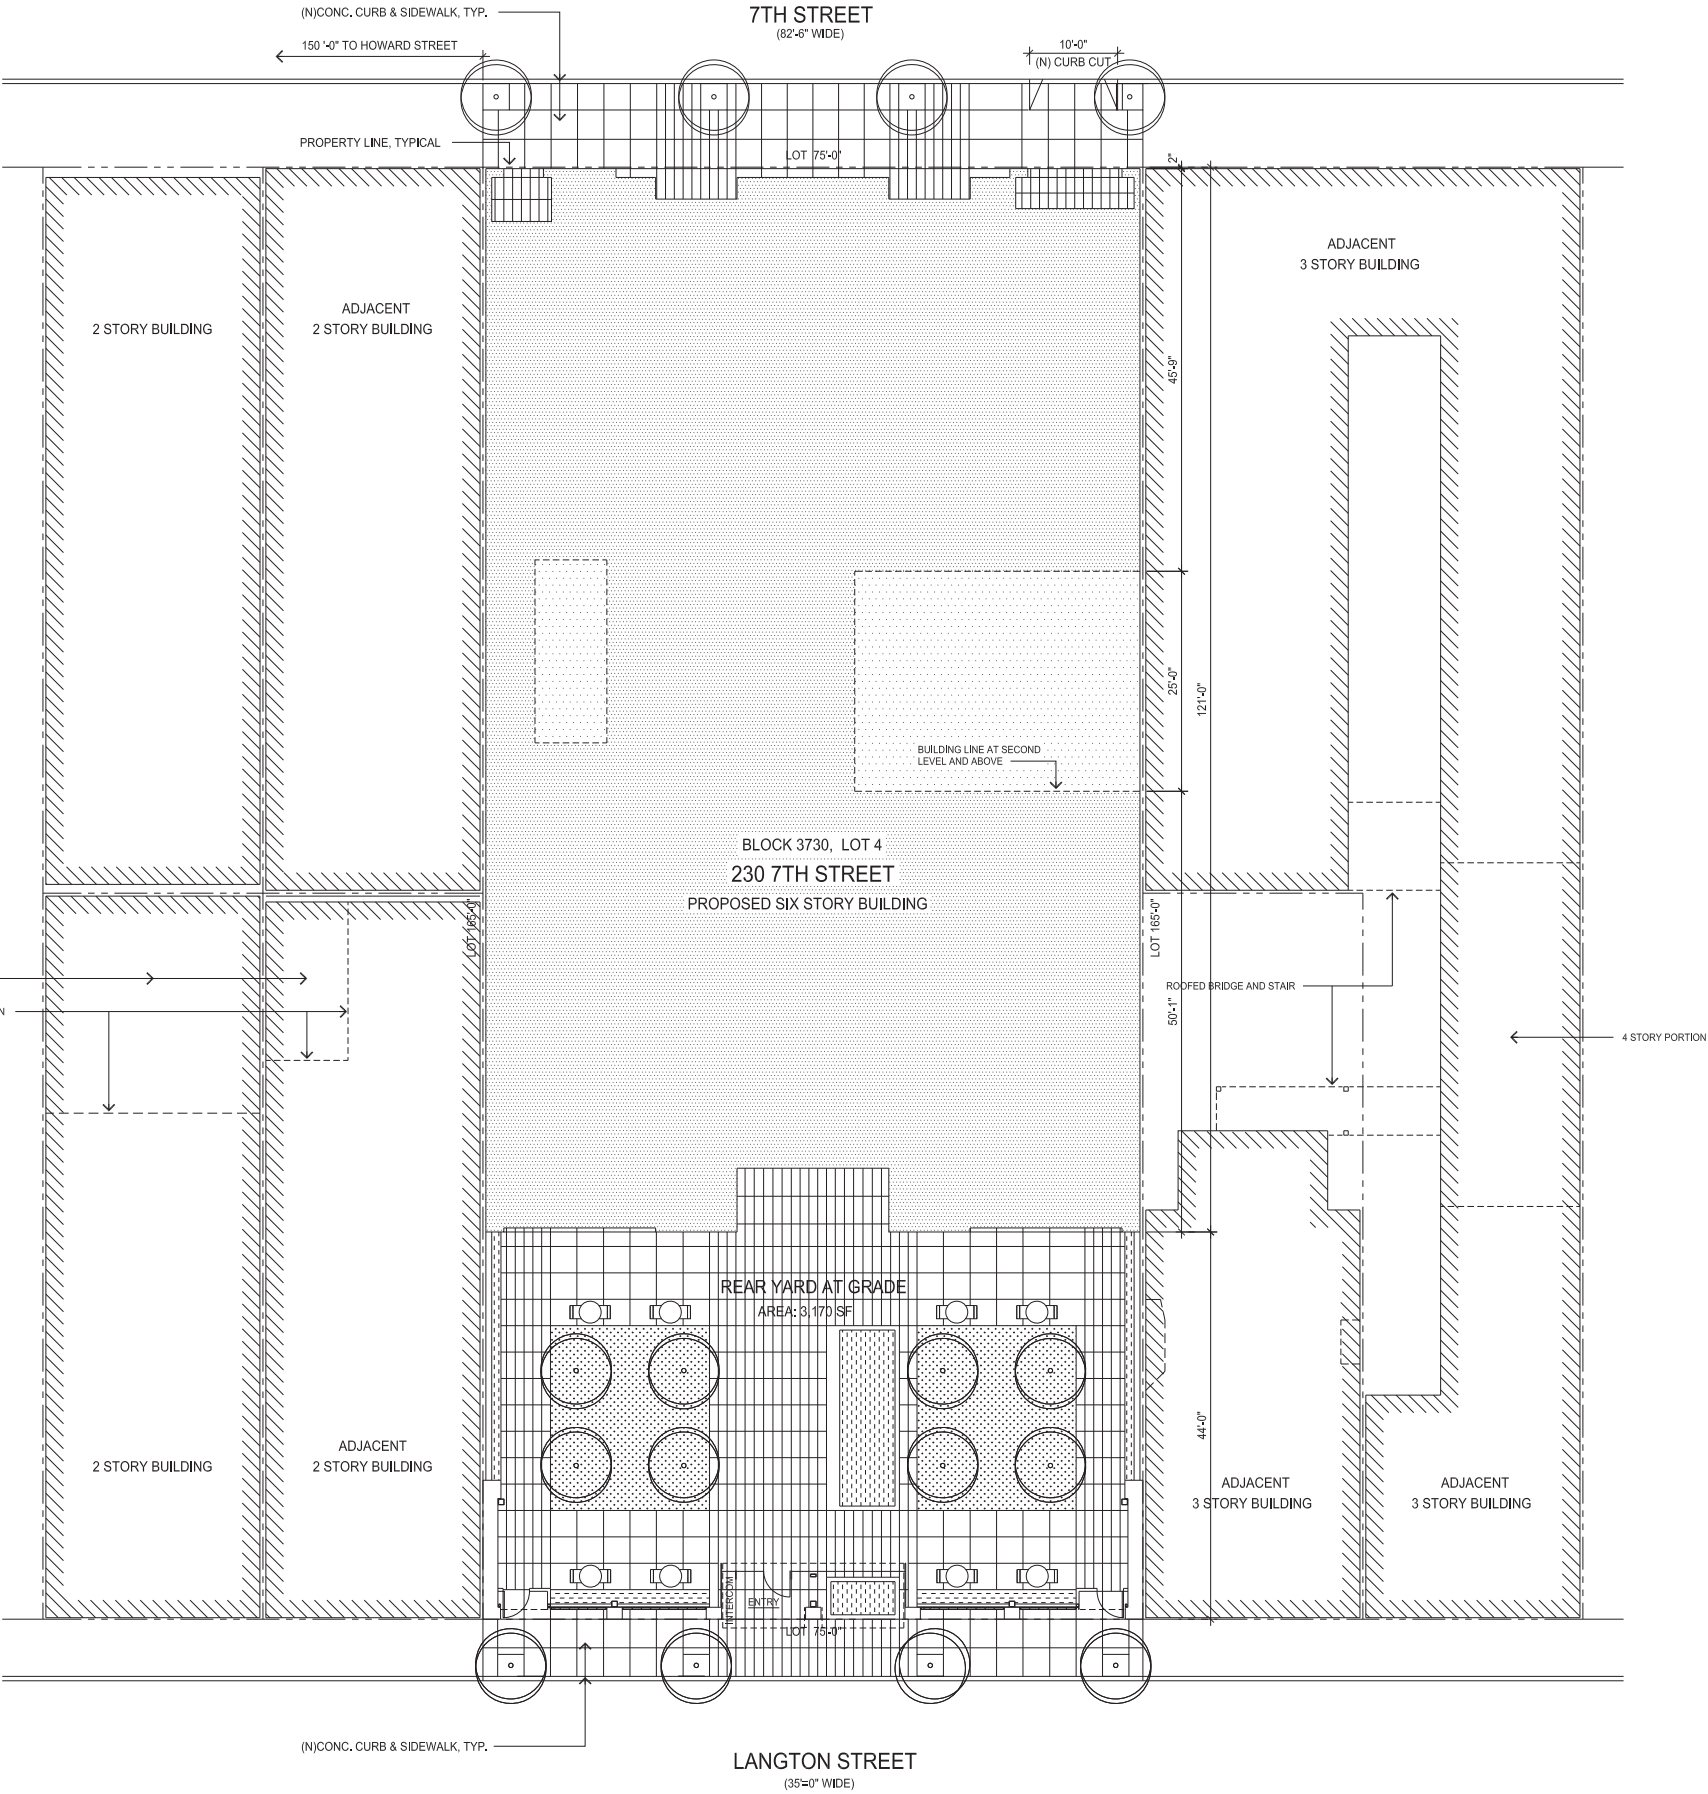 (N)CONC. CURB & SIDEWALK, TYP.
7TH STREET
(82'-6" WIDE)
150 '-0" TO HOWARD STREET
10'-0"
(N) CURB CUT
PROPERTY LINE, TYPICAL
LOT 75'-0"
2"
ADJACENT
3 STORY BUILDING
2 STORY BUILDING
ADJACENT
2 STORY BUILDING
45'-9"
25'-0"
121'-0"
BUILDING LINE AT SECOND
LEVEL AND ABOVE
BLOCK 3730, LOT 4
230 7TH STREET
PROPOSED SIX STORY BUILDING
LOT 165'-0"
LOT 165'-0"
ROOFED BRIDGE AND STAIR
50'-1"
N
4 STORY PORTION
REAR YARD AT GRADE
AREA: 3,170 SF
44'-0"
2 STORY BUILDING
ADJACENT
2 STORY BUILDING
ADJACENT
3 STORY BUILDING
ADJACENT
3 STORY BUILDING
INTERCOM
ENTRY
LOT 75'-0"
(N)CONC. CURB & SIDEWALK, TYP.
LANGTON STREET
(35'=0" WIDE)